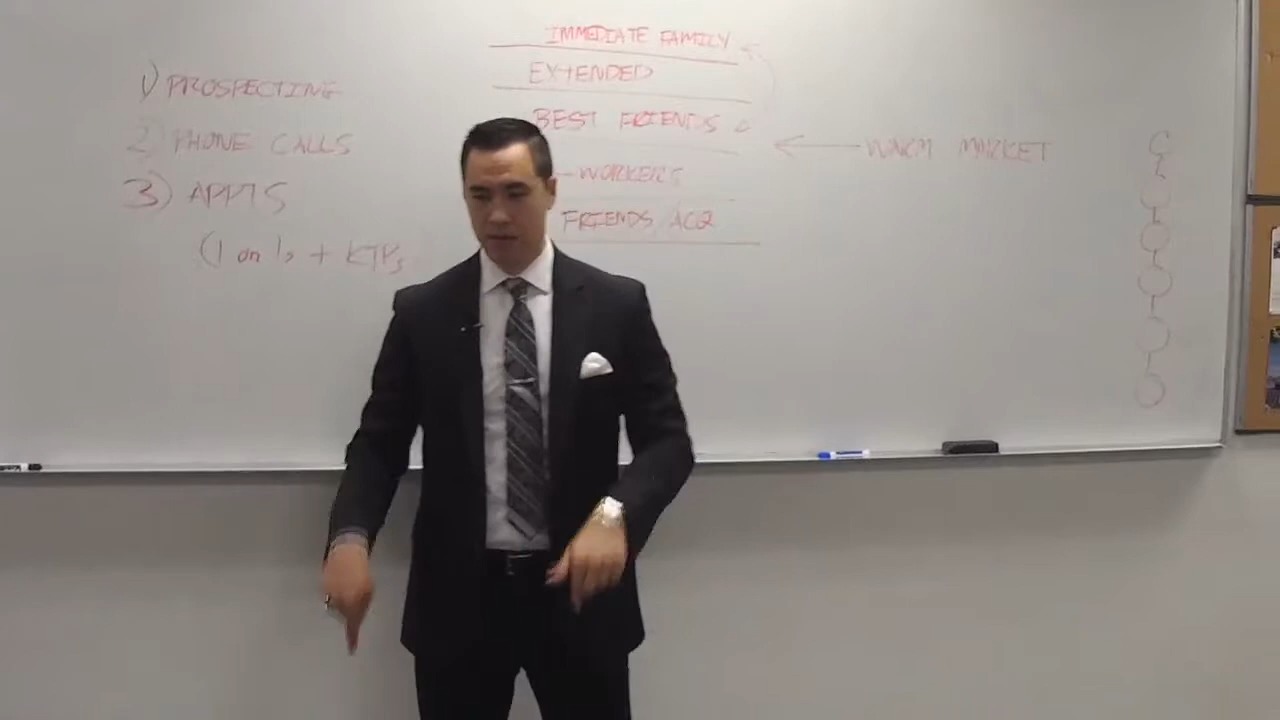 1) PROSPECTING
2) PHONE CALLS
3) APPTS
(1 on 1s + KTPs
IMMEDIATE FAMILY
EXTENDED
BEST FRIENDS
- WORKERS
FRIENDS, ACQ
WARM MARKET